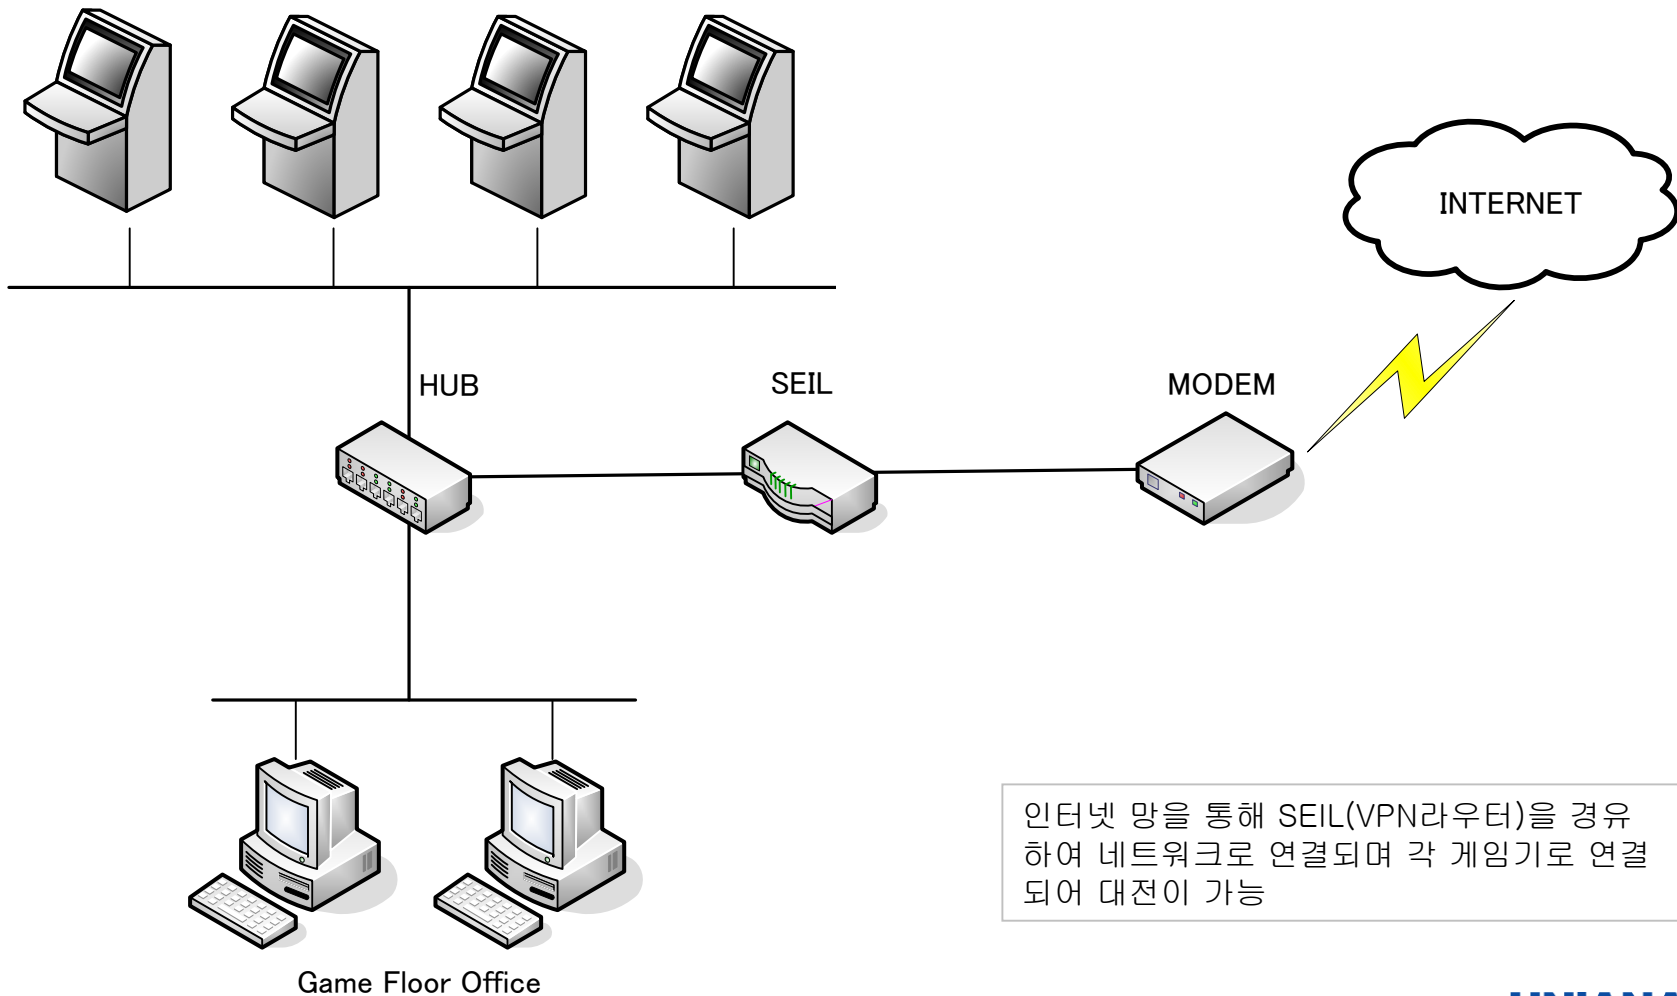 INTERNET
HUB
SEIL
MODEM
인터넷 망을 통해 SEIL(VPN라우터)을 경유
하여 네트워크로 연결되며 각 게임기로 연결
되어 대전이 가능
Game Floor Office